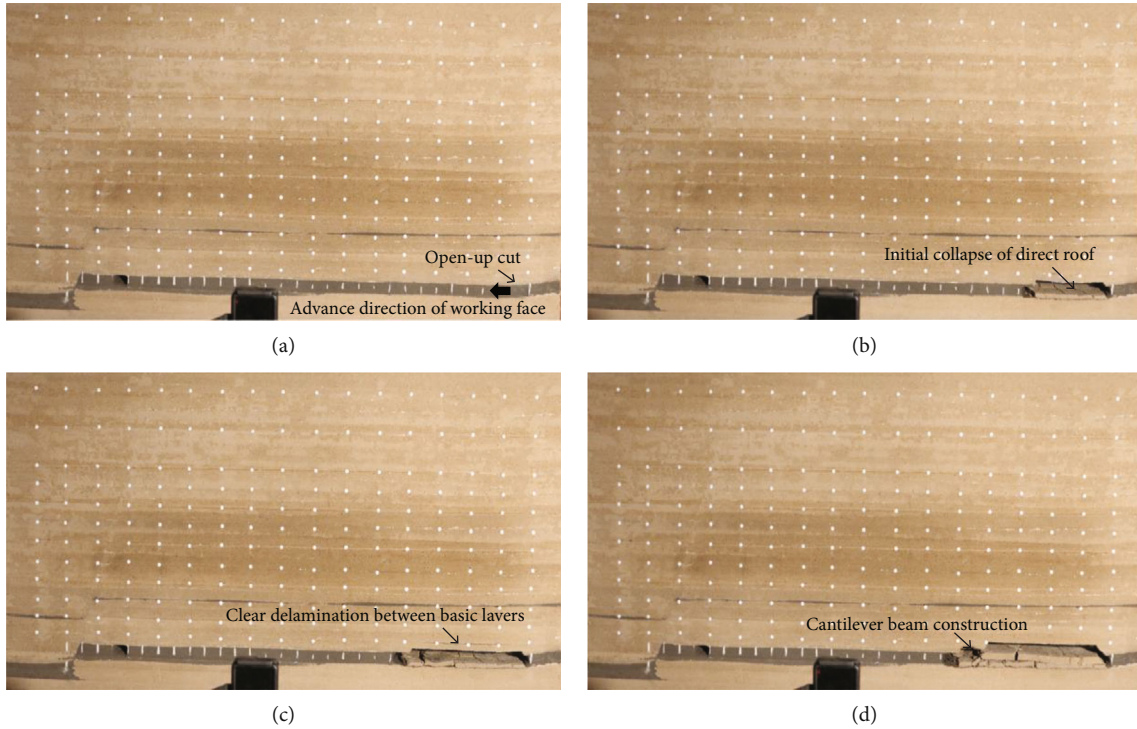 Open-up cut
Advance direction of working face
(a)
Initial collapse of direct roof
(b)
Clear delamination between basic lavers
(c)
Cantilever beam construction
(d)